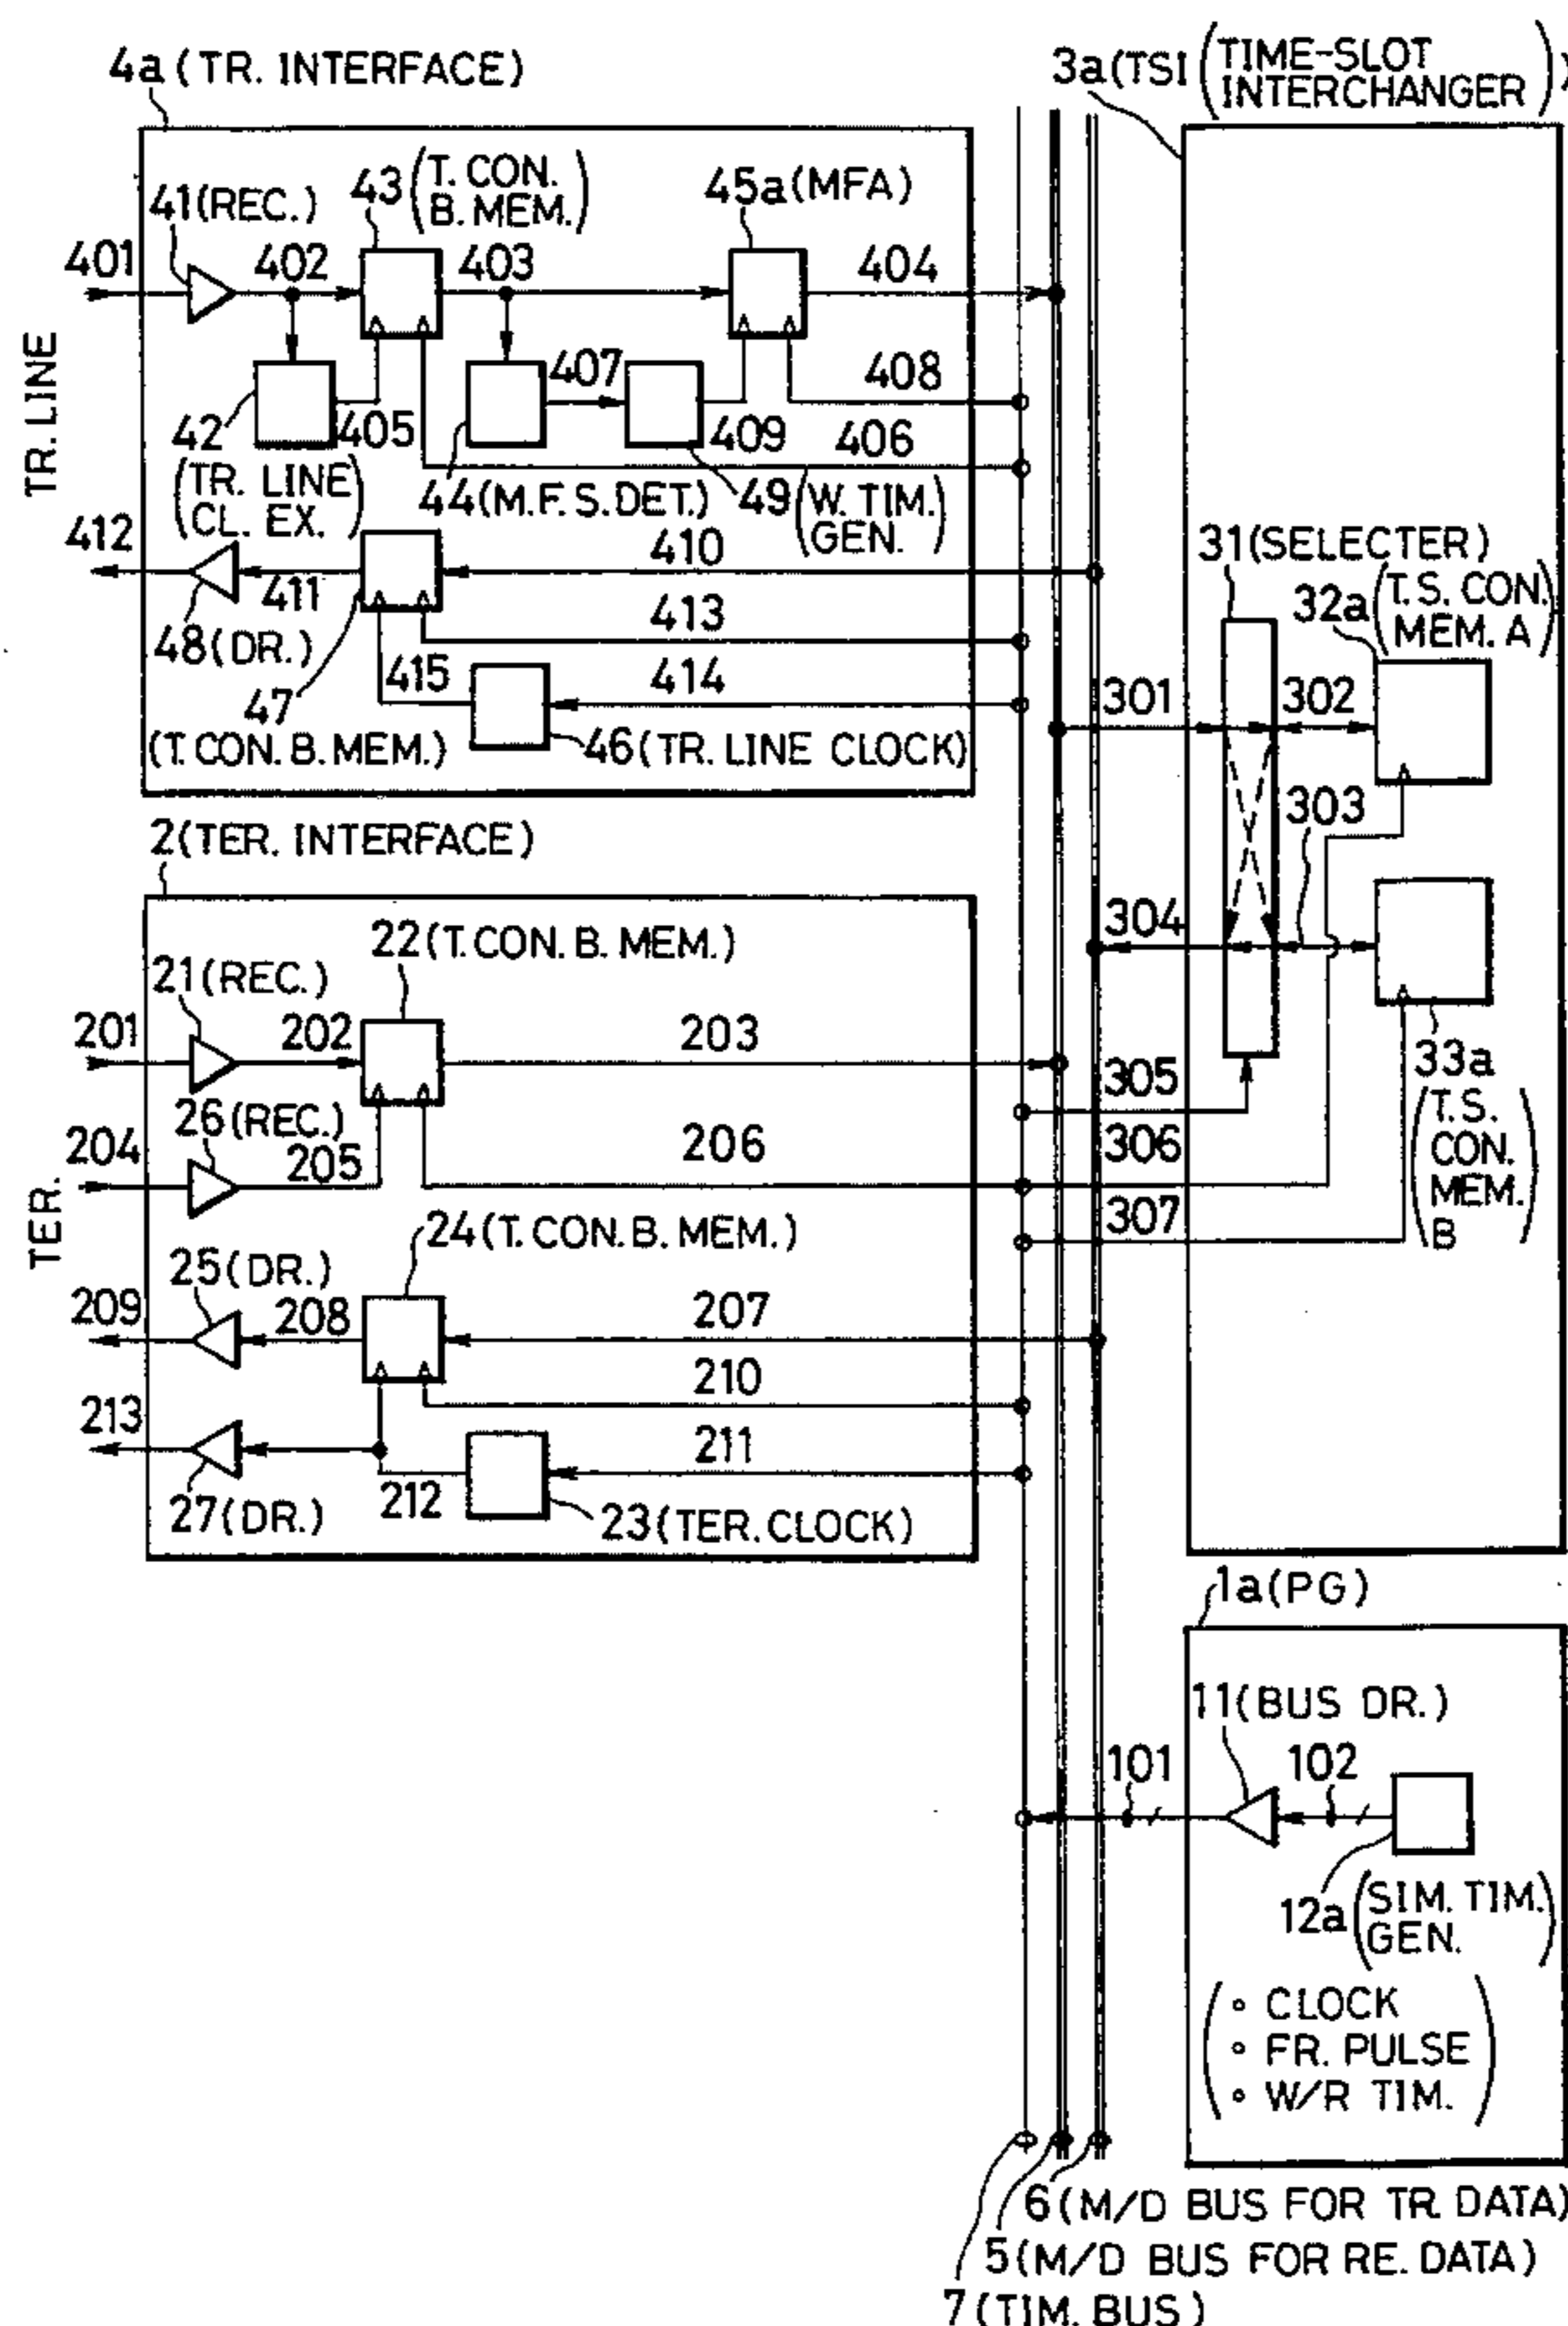 4a (TR. INTERFACE)
3a (TSI (TIME-SLOT
INTERCHANGER))
41 (REC.)
43 (T. CON.
B. MEM.)
45a (MFA)
401
402
403
404
TR. LINE
42
(TR. LINE
CL. EX.)
405
407
409
408
406
44 (M.F.S. DET.)
49 (W. TIM.
GEN.)
412
411
410
413
48 (DR.)
47
(T. CON. B. MEM.)
415
414
46 (TR. LINE CLOCK)
31 (SELECTER)
32a (T.S. CON.
MEM. A)
301
302
303
304
33a
(T.S.
CON.
MEM.
B)
305
306
307
2 (TER. INTERFACE)
22 (T. CON. B. MEM.)
21 (REC.)
201
202
203
26 (REC.)
204
205
206
TER.
24 (T. CON. B. MEM.)
25 (DR.)
209
208
207
210
213
211
27 (DR.)
212
23 (TER. CLOCK)
1a (PG)
11 (BUS DR.)
101
102
12a (SIM. TIM.
GEN.)
(◦ CLOCK
◦ FR. PULSE
◦ W/R TIM.)
6 (M/D BUS FOR TR. DATA)
5 (M/D BUS FOR RE. DATA)
7 (TIM. BUS)